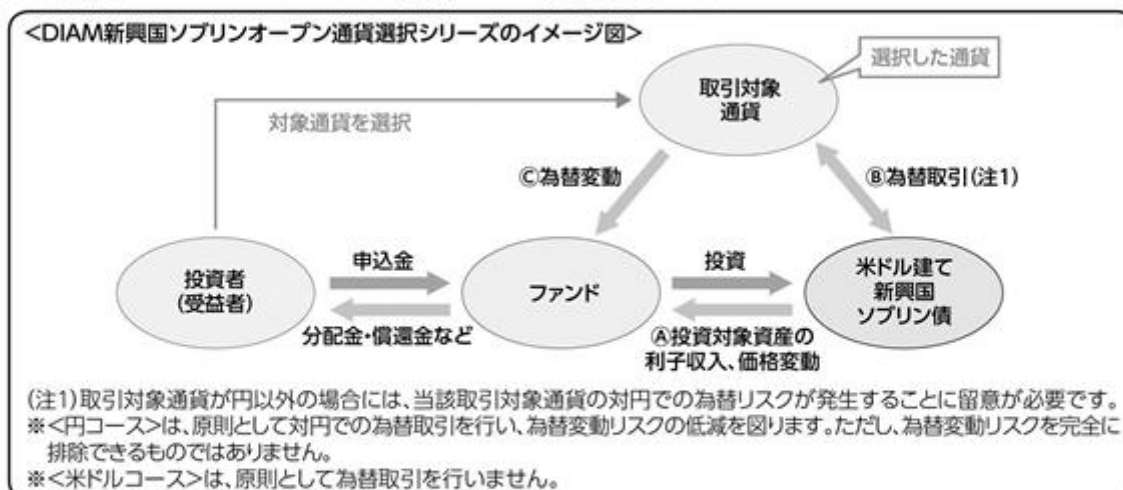 <DIAM新興国ソブリンオープン通貨選択シリーズのイメージ図>
選択した通貨
取引対象
通貨
対象通貨を選択
Ⓒ為替変動
Ⓑ為替取引(注1)
投資者
(受益者)
申込金
分配金・償還金など
ファンド
投資
Ⓐ投資対象資産の
利子収入、価格変動
米ドル建て
新興国
ソブリン債
(注1)取引対象通貨が円以外の場合には、当該取引対象通貨の対円での為替リスクが発生することに留意が必要です。
※<円コース>は、原則として対円での為替取引を行い、為替変動リスクの低減を図ります。ただし、為替変動リスクを完全に
排除できるものではありません。
※<米ドルコース>は、原則として為替取引を行いません。